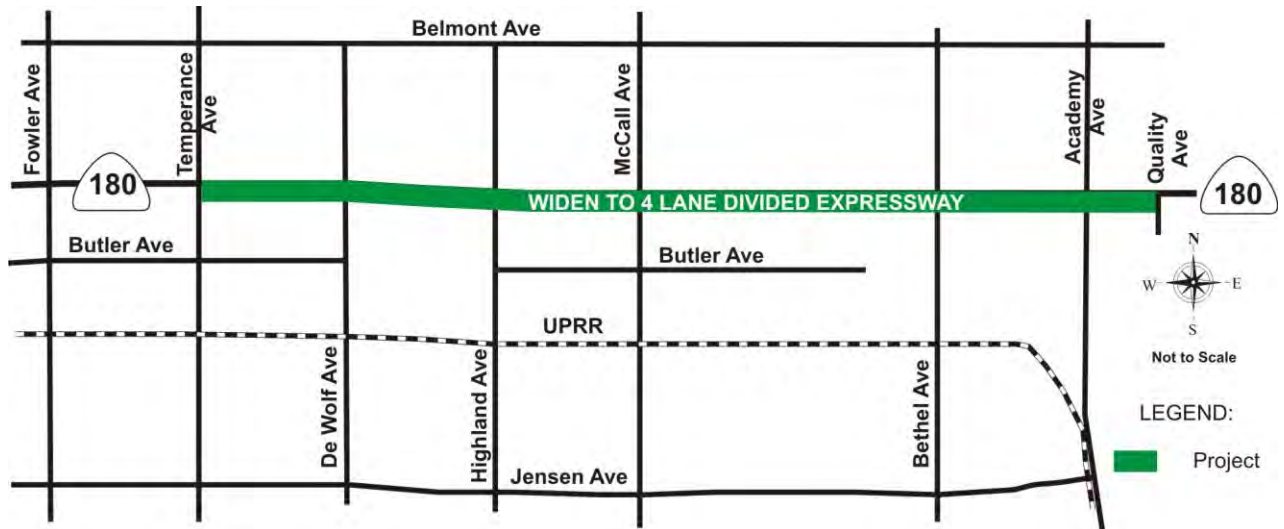 Belmont Ave
Fowler Ave
Temperance
Ave
McCall Ave
Academy
Ave
Quality
Ave
180
WIDEN TO 4 LANE DIVIDED EXPRESSWAY
180
Butler Ave
Butler Ave
N
W
E
S
UPRR
Not to Scale
De Wolf Ave
Highland Ave
Bethel Ave
LEGEND:
Project
Jensen Ave